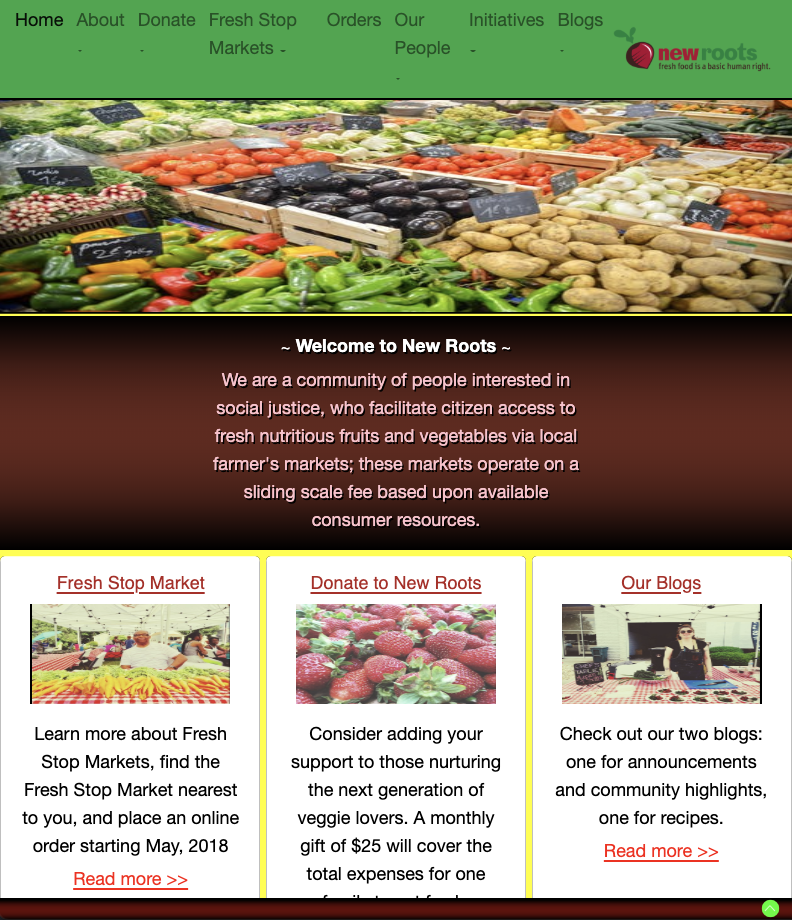 Home About - Donate - Fresh Stop Markets - Orders Our People - Initiatives - Blogs -
newroots
fresh food is a basic human right.
~ Welcome to New Roots ~
We are a community of people interested in
social justice, who facilitate citizen access to
fresh nutritious fruits and vegetables via local
farmer's markets; these markets operate on a
sliding scale fee based upon available
consumer resources.
Fresh Stop Market
Learn more about Fresh
Stop Markets, find the
Fresh Stop Market nearest
to you, and place an online
order starting May, 2018
Read more >>
Donate to New Roots
Consider adding your
support to those nurturing
the next generation of
veggie lovers. A monthly
gift of $25 will cover the
total expenses for one
Our Blogs
Check out our two blogs:
one for announcements
and community highlights,
one for recipes.
Read more >>